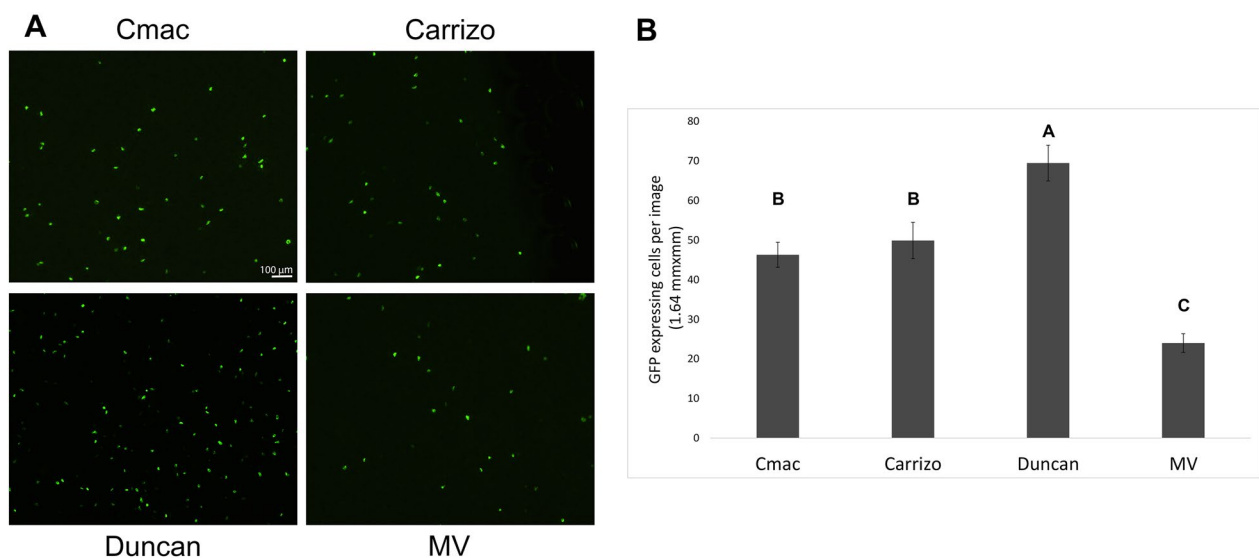 A
Cmac
Carrizo
100 μm
Duncan
MV
B
GFP expressing cells per image
(1.64 mmxmm)
80
70
60
50
40
30
20
10
0
B
B
A
C
Cmac
Carrizo
Duncan
MV